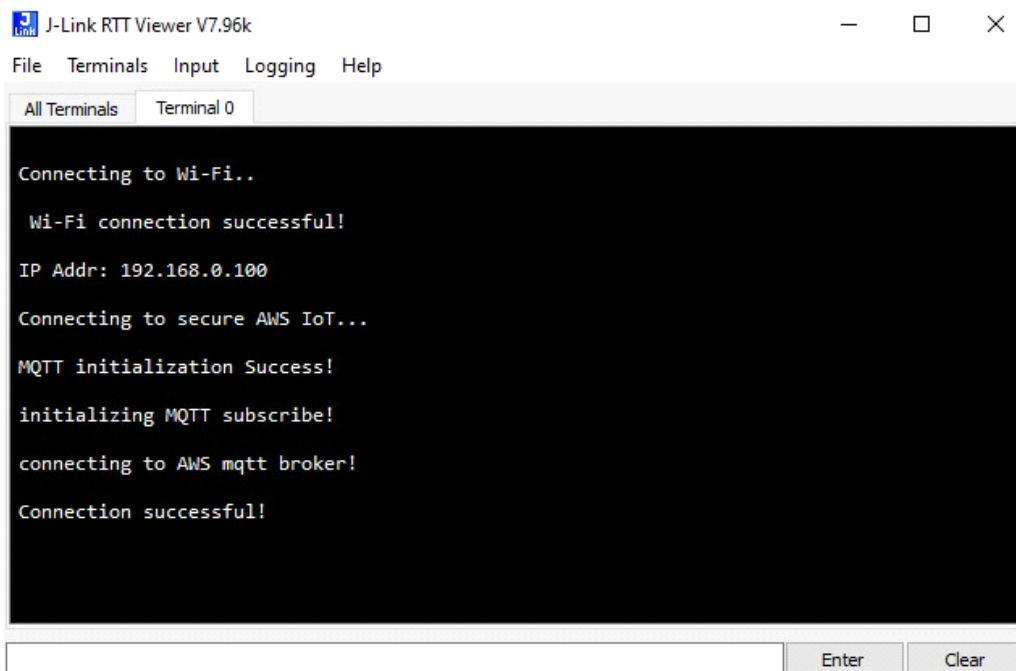 J-Link RTT Viewer V7.96k
File Terminals Input Logging Help
All Terminals Terminal 0
Connecting to Wi-Fi..
Wi-Fi connection successful!
IP Addr: 192.168.0.100
Connecting to secure AWS IoT...
MQTT initialization Success!
initializing MQTT subscribe!
connecting to AWS mqtt broker!
Connection successful!
Enter Clear